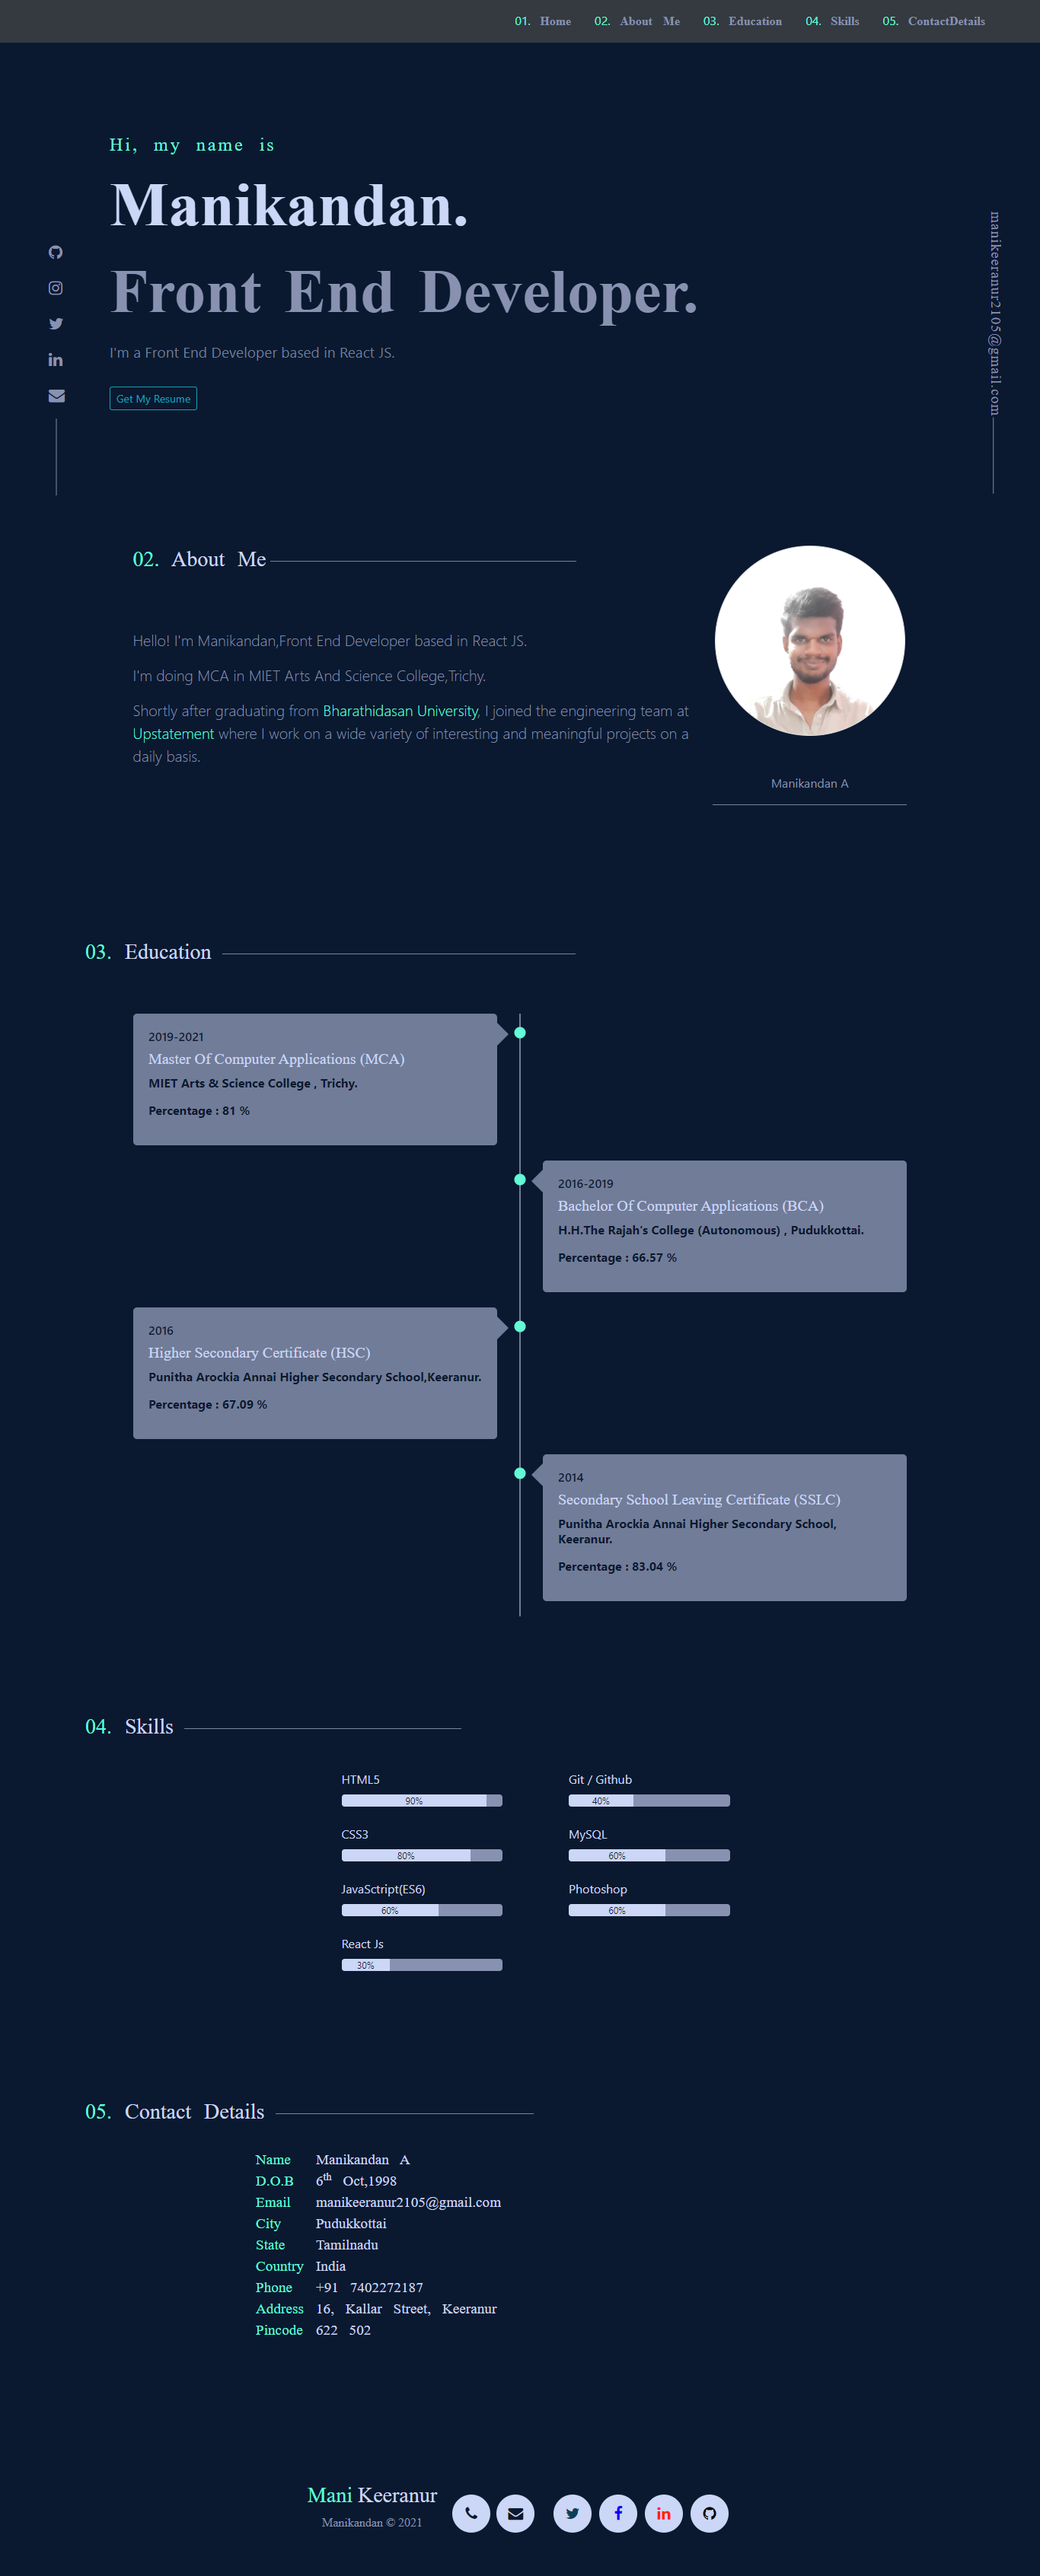 01. Home 02. About Me 03. Education 04. Skills 05. ContactDetails
Hi, my name is
Manikandan.
Front End Developer.
I'm a Front End Developer based in React JS.
Get My Resume
manikeeranur2105@gmail.com
02. About Me
Hello! I'm Manikandan,Front End Developer based in React JS.
I'm doing MCA in MIET Arts And Science College,Trichy.
Shortly after graduating from Bharathidasan University, I joined the engineering team at
Upstatement where I work on a wide variety of interesting and meaningful projects on a
daily basis.
Manikandan A
03. Education
2019-2021
Master Of Computer Applications (MCA)
MIET Arts & Science College , Trichy.
Percentage : 81 %
2016-2019
Bachelor Of Computer Applications (BCA)
H.H.The Rajah's College (Autonomous) , Pudukkottai.
Percentage : 66.57 %
2016
Higher Secondary Certificate (HSC)
Punitha Arockia Annai Higher Secondary School,Keeranur.
Percentage : 67.09 %
2014
Secondary School Leaving Certificate (SSLC)
Punitha Arockia Annai Higher Secondary School,
Keeranur.
Percentage : 83.04 %
04. Skills
HTML5
90%
CSS3
80%
JavaSctript(ES6)
60%
React Js
30%
Git / Github
40%
MySQL
60%
Photoshop
60%
05. Contact Details
Name Manikandan A
D.O.B 6th Oct,1998
Email manikeeranur2105@gmail.com
City Pudukkottai
State Tamilnadu
Country India
Phone +91 7402272187
Address 16, Kallar Street, Keeranur
Pincode 622 502
Mani Keeranur
Manikandan © 2021